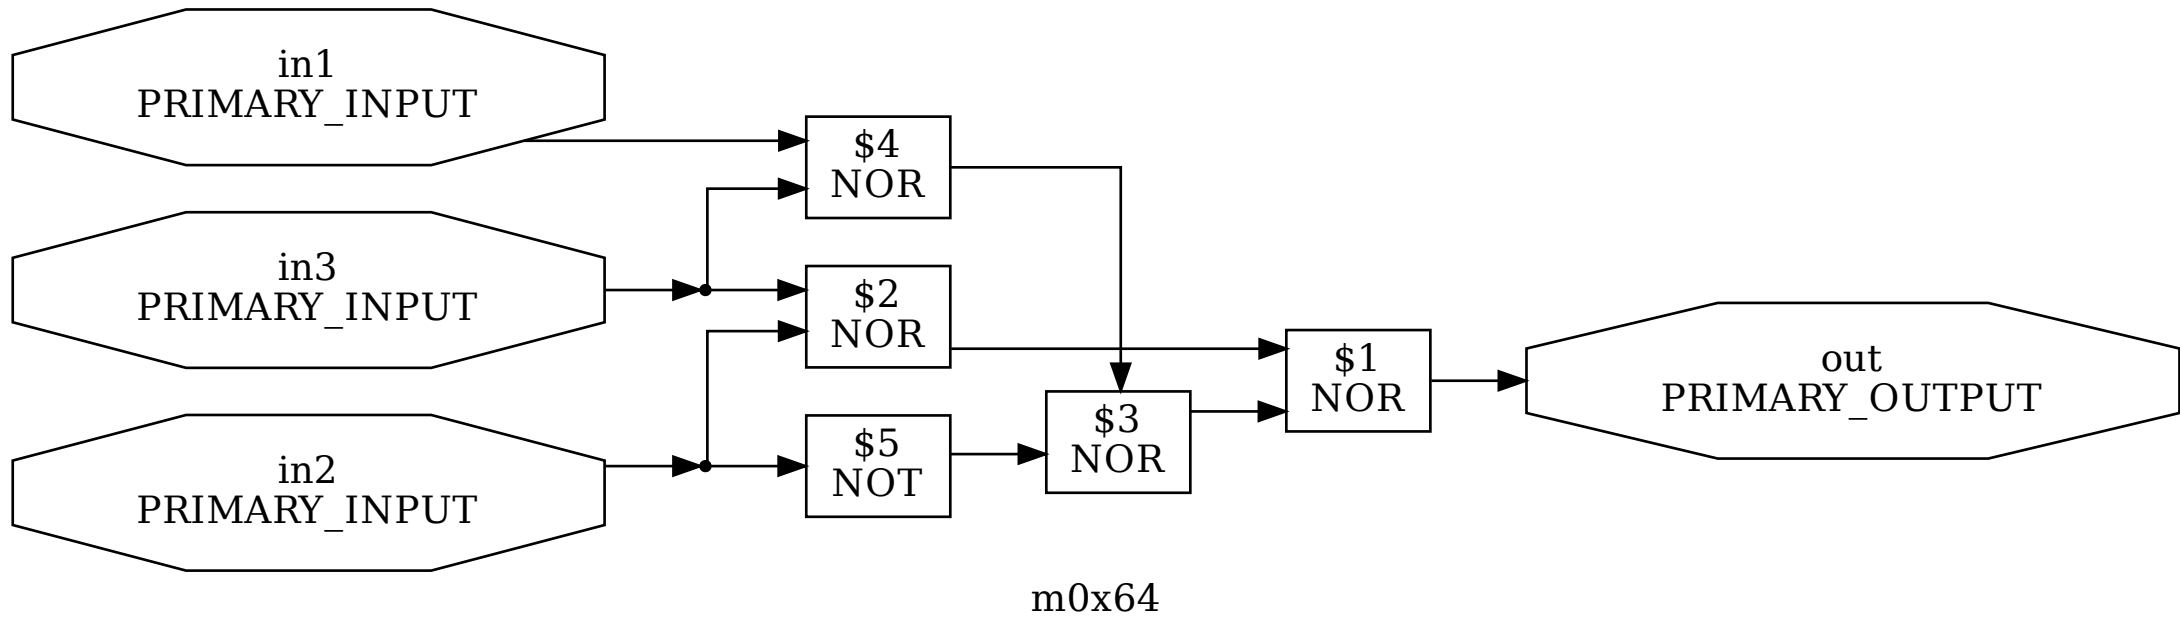 in1
PRIMARY_INPUT
$4
NOR
in3
PRIMARY_INPUT
$2
NOR
in2
PRIMARY_INPUT
$5
NOT
$3
NOR
$1
NOR
out
PRIMARY_OUTPUT
m0x64